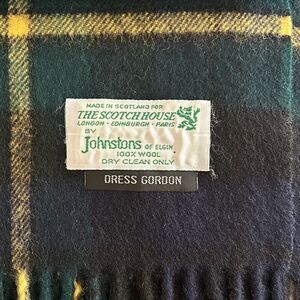 MADE IN SCOTLAND FOR
THE SCOTCH HOUSE
LONDON - EDINBURGH - PARIS
BY
Johnstons OF ELGIN
100% WOOL
DRY CLEAN ONLY
DRESS GORDON